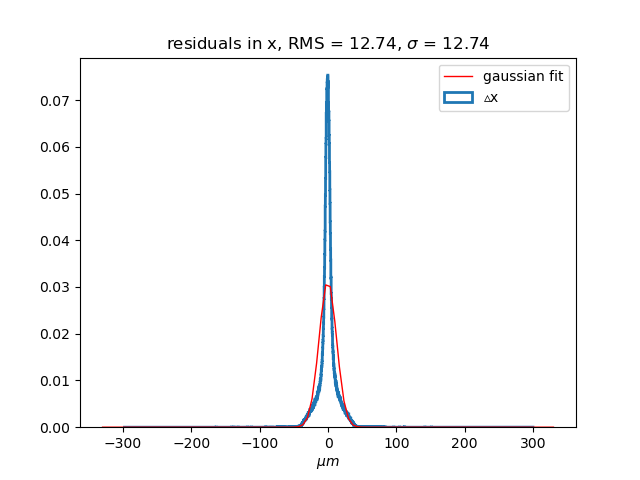 residuals in x, RMS = 12.74, σ = 12.74
gaussian fit
△x
0.07
0.06
0.05
0.04
0.03
0.02
0.01
0.00
−300 −200 −100 0 100 200 300
μm